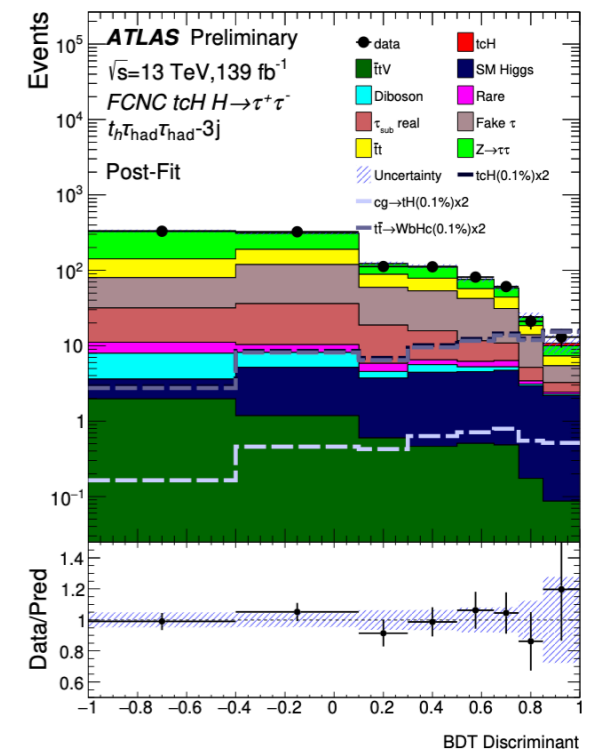 Events
10⁵
10⁴
10³
10²
10
1
10⁻¹
ATLAS Preliminary
√s=13 TeV,139 fb⁻¹
FCNC tcH H→τ⁺τ⁻
tₕτhadτhad-3j
Post-Fit
data
tcH
tt̄V
SM Higgs
Diboson
Rare
τsub real
Fake τ
tt̄
Z→ττ
Uncertainty
tcH(0.1%)x2
cg→tH(0.1%)x2
tt̄→WbHc(0.1%)x2
Data/Pred
1.4
1.2
1
0.8
0.6
−1 −0.8 −0.6 −0.4 −0.2 0 0.2 0.4 0.6 0.8 1
BDT Discriminant